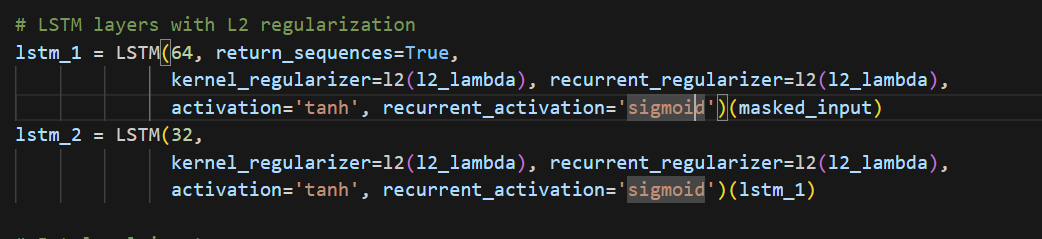 # LSTM layers with L2 regularization
lstm_1 = LSTM(64, return_sequences=True,
kernel_regularizer=l2(l2_lambda), recurrent_regularizer=l2(l2_lambda),
activation='tanh', recurrent_activation='sigmoid')(masked_input)
lstm_2 = LSTM(32,
kernel_regularizer=l2(l2_lambda), recurrent_regularizer=l2(l2_lambda),
activation='tanh', recurrent_activation='sigmoid')(lstm_1)